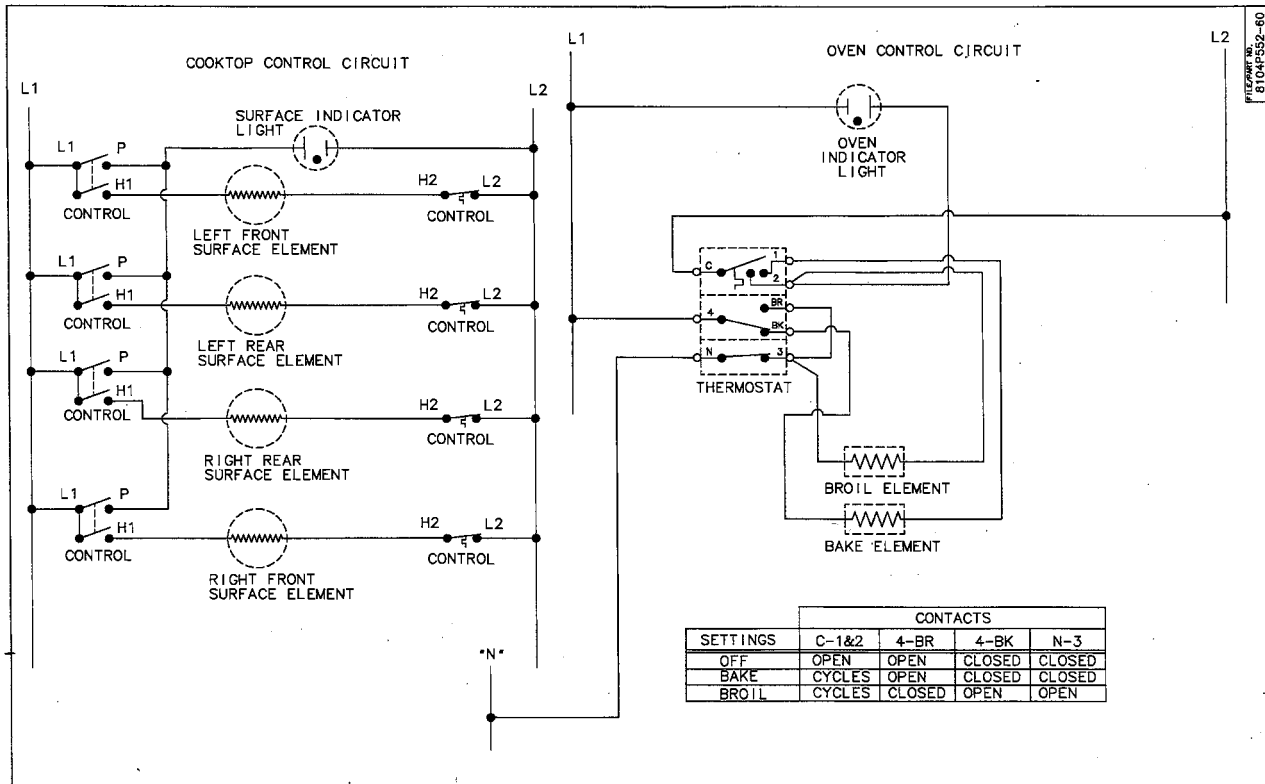 FILE/PART NO.
8104P552-60
COOKTOP CONTROL CIRCUIT
L1
L2
SURFACE INDICATOR
LIGHT
L1
P
H1
CONTROL
H2
L2
CONTROL
LEFT FRONT
SURFACE ELEMENT
L1
P
H1
CONTROL
H2
L2
CONTROL
LEFT REAR
SURFACE ELEMENT
L1
P
H1
CONTROL
H2
L2
CONTROL
RIGHT REAR
SURFACE ELEMENT
L1
P
H1
CONTROL
H2
L2
CONTROL
RIGHT FRONT
SURFACE ELEMENT
"N"
OVEN CONTROL CIRCUIT
L1
L2
OVEN
INDICATOR
LIGHT
C
1
2
4
BR
BK
N
3
THERMOSTAT
BROIL ELEMENT
BAKE ELEMENT
CONTACTS
SETTINGS C-1&2 4-BR 4-BK N-3
OFF OPEN OPEN CLOSED CLOSED
BAKE CYCLES OPEN CLOSED CLOSED
BROIL CYCLES CLOSED OPEN OPEN